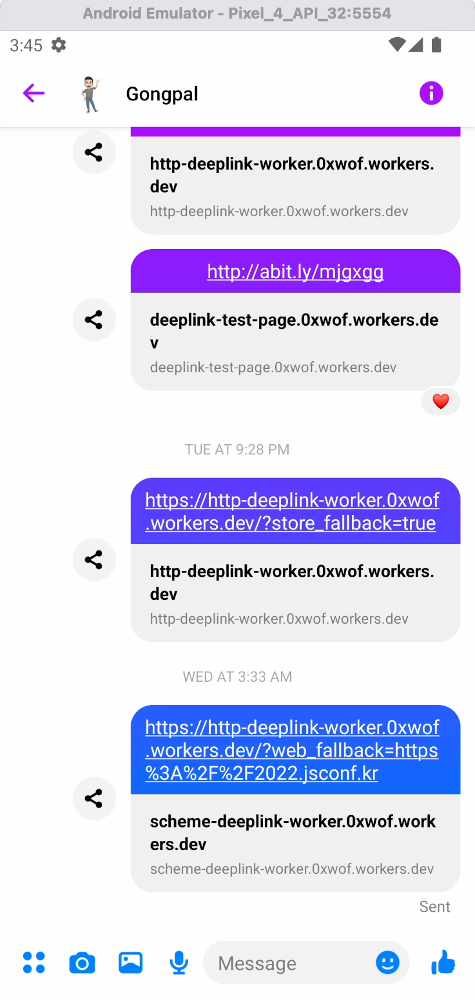 Android Emulator - Pixel_4_API_32:5554
3:45
Gongpal
http-deeplink-worker.0xwof.workers.
dev
http-deeplink-worker.0xwof.workers.dev
http://abit.ly/mjgxgg
deeplink-test-page.0xwof.workers.de
v
deeplink-test-page.0xwof.workers.dev
TUE AT 9:28 PM
https://http-deeplink-worker.0xwof
.workers.dev/?store_fallback=true
http-deeplink-worker.0xwof.workers.
dev
http-deeplink-worker.0xwof.workers.dev
WED AT 3:33 AM
https://http-deeplink-worker.0xwof
.workers.dev/?web_fallback=https
%3A%2F%2F2022.jsconf.kr
scheme-deeplink-worker.0xwof.work
ers.dev
scheme-deeplink-worker.0xwof.workers.dev
Sent
Message